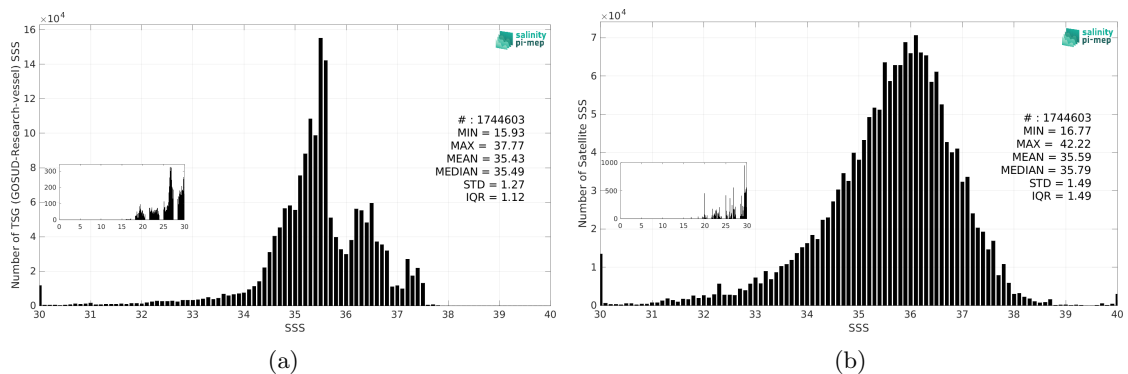 ×10⁴
16
14
12
10
8
6
4
2
0
Number of TSG (GOSUD-Research-vessel) SSS
salinity
pi-mep
# : 1744603
MIN = 15.93
MAX = 37.77
MEAN = 35.43
MEDIAN = 35.49
STD = 1.27
IQR = 1.12
300
200
100
0
0 5 10 15 20 25 30
30 31 32 33 34 35 36 37 38 39 40
SSS
(a)
×10⁴
7
6
5
4
3
2
1
0
Number of Satellite SSS
salinity
pi-mep
# : 1744603
MIN = 16.77
MAX = 42.22
MEAN = 35.59
MEDIAN = 35.79
STD = 1.49
IQR = 1.49
1000
500
0
0 5 10 15 20 25 30
30 31 32 33 34 35 36 37 38 39 40
SSS
(b)